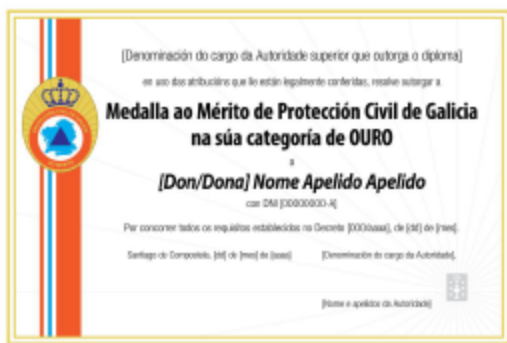 [Denominación do cargo da Autoridade superior que outorga o diploma]
en uso das atribucións que lle están legalmente conferidas, resolve outorgar a
Medalla ao Mérito de Protección Civil de Galicia
na súa categoría de OURO
a
[Don/Dona] Nome Apelido Apelido
con DNI [00000000-A]
Por concorrer todos os requisitos establecidos no Decreto [000/aaaa], de [dd] de [mes].
Santiago de Compostela, [dd] de [mes] de [aaaa]
[Denominación do cargo da Autoridade],
[Nome e apelidos da Autoridade]